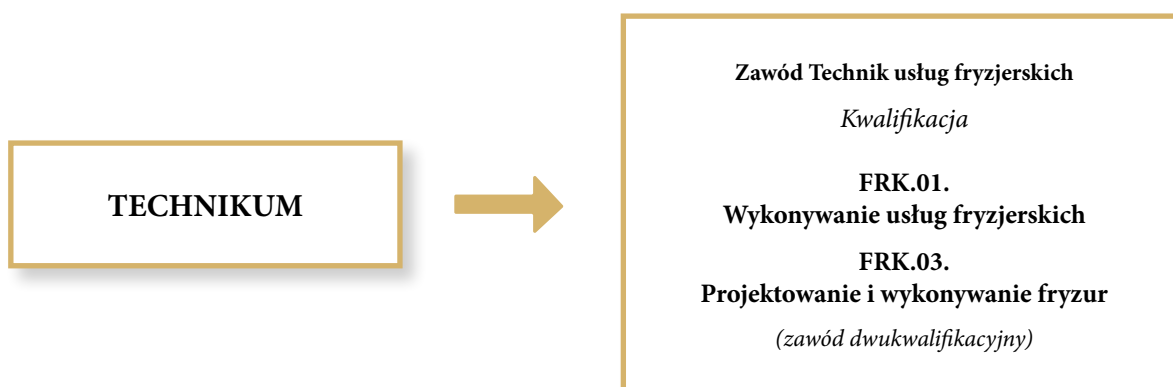 TECHNIKUM
Zawód Technik usług fryzjerskich
Kwalifikacja
FRK.01.
Wykonywanie usług fryzjerskich
FRK.03.
Projektowanie i wykonywanie fryzur
(zawód dwukwalifikacyjny)